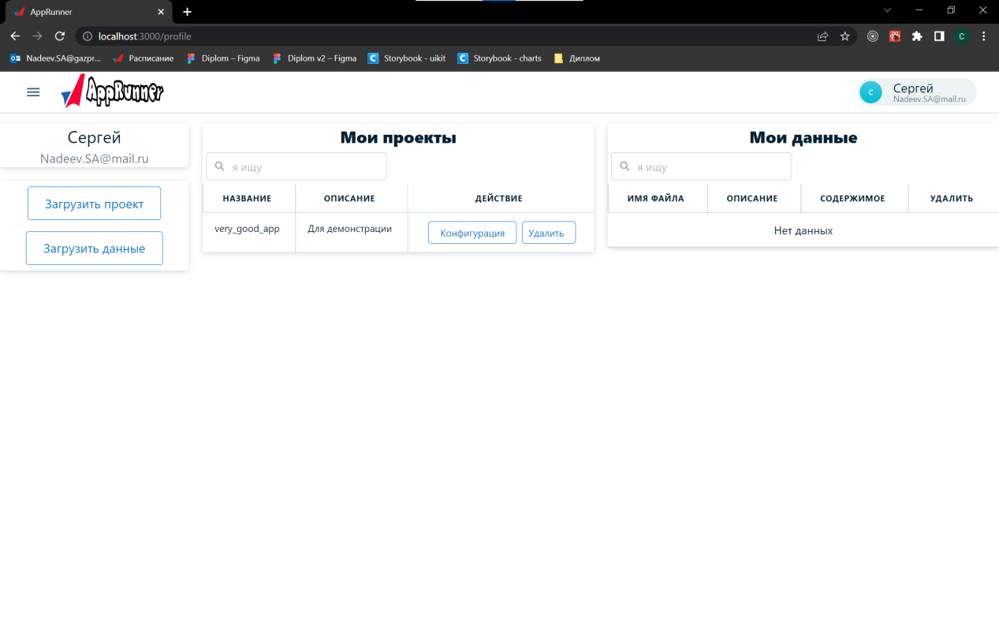 AppRunner
localhost:3000/profile
Nadeev.SA@gazpr... Расписание Diplom – Figma Diplom v2 – Figma Storybook - uikit Storybook - charts Диплом
AppRunner
С
Сергей
Nadeev.SA@mail.ru
Сергей
Nadeev.SA@mail.ru
Загрузить проект
Загрузить данные
Мои проекты
я ищу
НАЗВАНИЕ ОПИСАНИЕ ДЕЙСТВИЕ
very_good_app Для демонстрации Конфигурация Удалить
Мои данные
я ищу
ИМЯ ФАЙЛА ОПИСАНИЕ СОДЕРЖИМОЕ УДАЛИТЬ
Нет данных